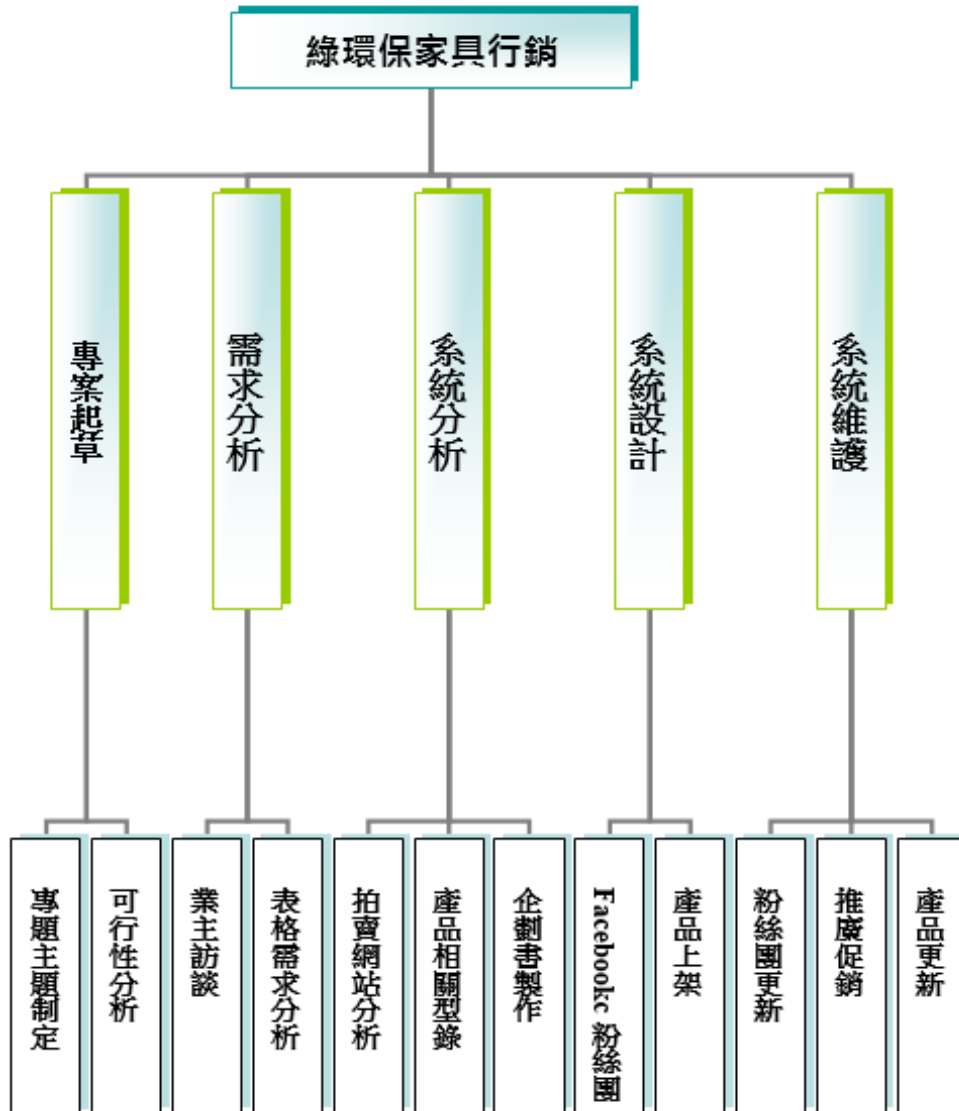 綠環保家具行銷
專案起草
需求分析
系統分析
系統設計
系統維護
專題主題制定
可行性分析
業主訪談
表格需求分析
拍賣網站分析
產品相關型錄
企劃書製作
Facebookc 粉絲團
產品上架
粉絲團更新
推廣促銷
產品更新